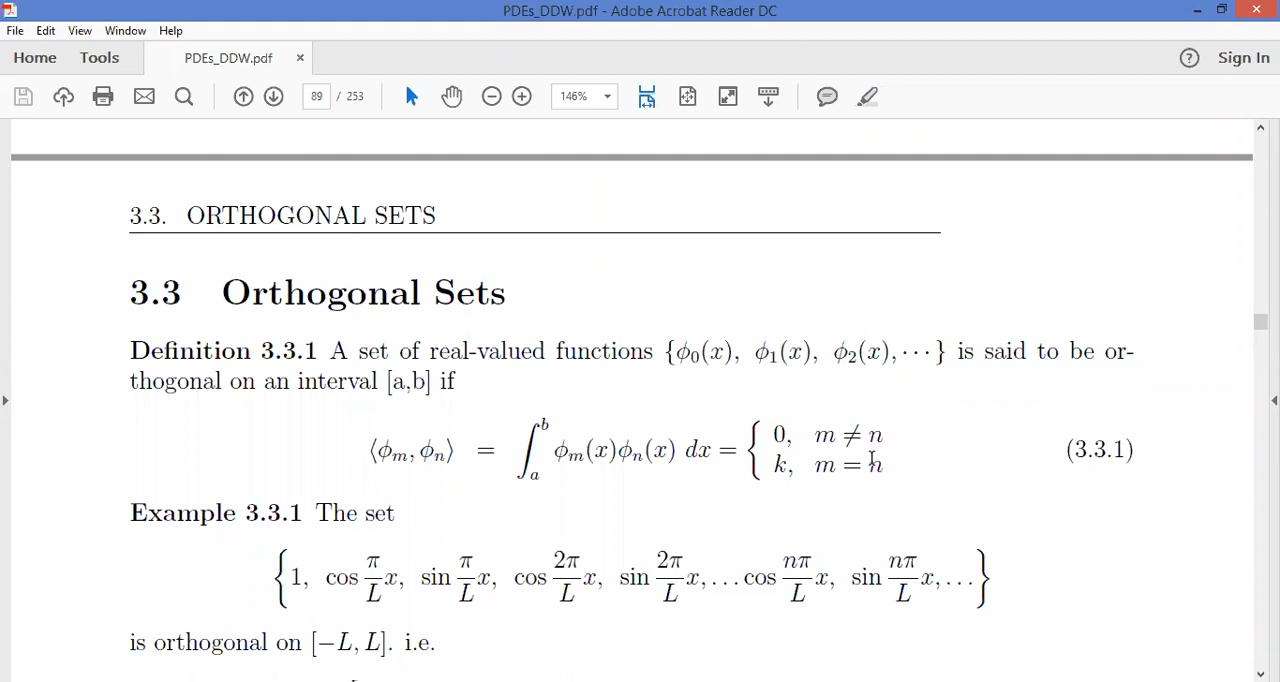 PDEs_DDW.pdf - Adobe Acrobat Reader DC
File Edit View Window Help
Home Tools PDEs_DDW.pdf × ? Sign In
89 / 253 146%
3.3. ORTHOGONAL SETS
3.3 Orthogonal Sets
Definition 3.3.1 A set of real-valued functions {ϕ₀(x), ϕ₁(x), ϕ₂(x), ⋯} is said to be or-
thogonal on an interval [a,b] if
⟨ϕₘ, ϕₙ⟩ = ∫ₐᵇ ϕₘ(x)ϕₙ(x) dx = { 0, m ≠ n
k, m = n (3.3.1)
Example 3.3.1 The set
{1, cos π/L x, sin π/L x, cos 2π/L x, sin 2π/L x, … cos nπ/L x, sin nπ/L x, …}
is orthogonal on [−L, L]. i.e.